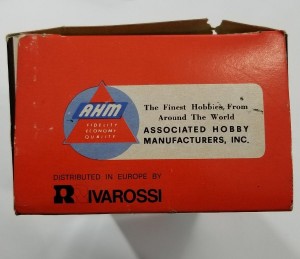 AHM
FIDELITY
ECONOMY
QUALITY
The Finest Hobbies, From
Around The World
ASSOCIATED HOBBY
MANUFACTURERS, INC.
DISTRIBUTED IN EUROPE BY
RIVAROSSI